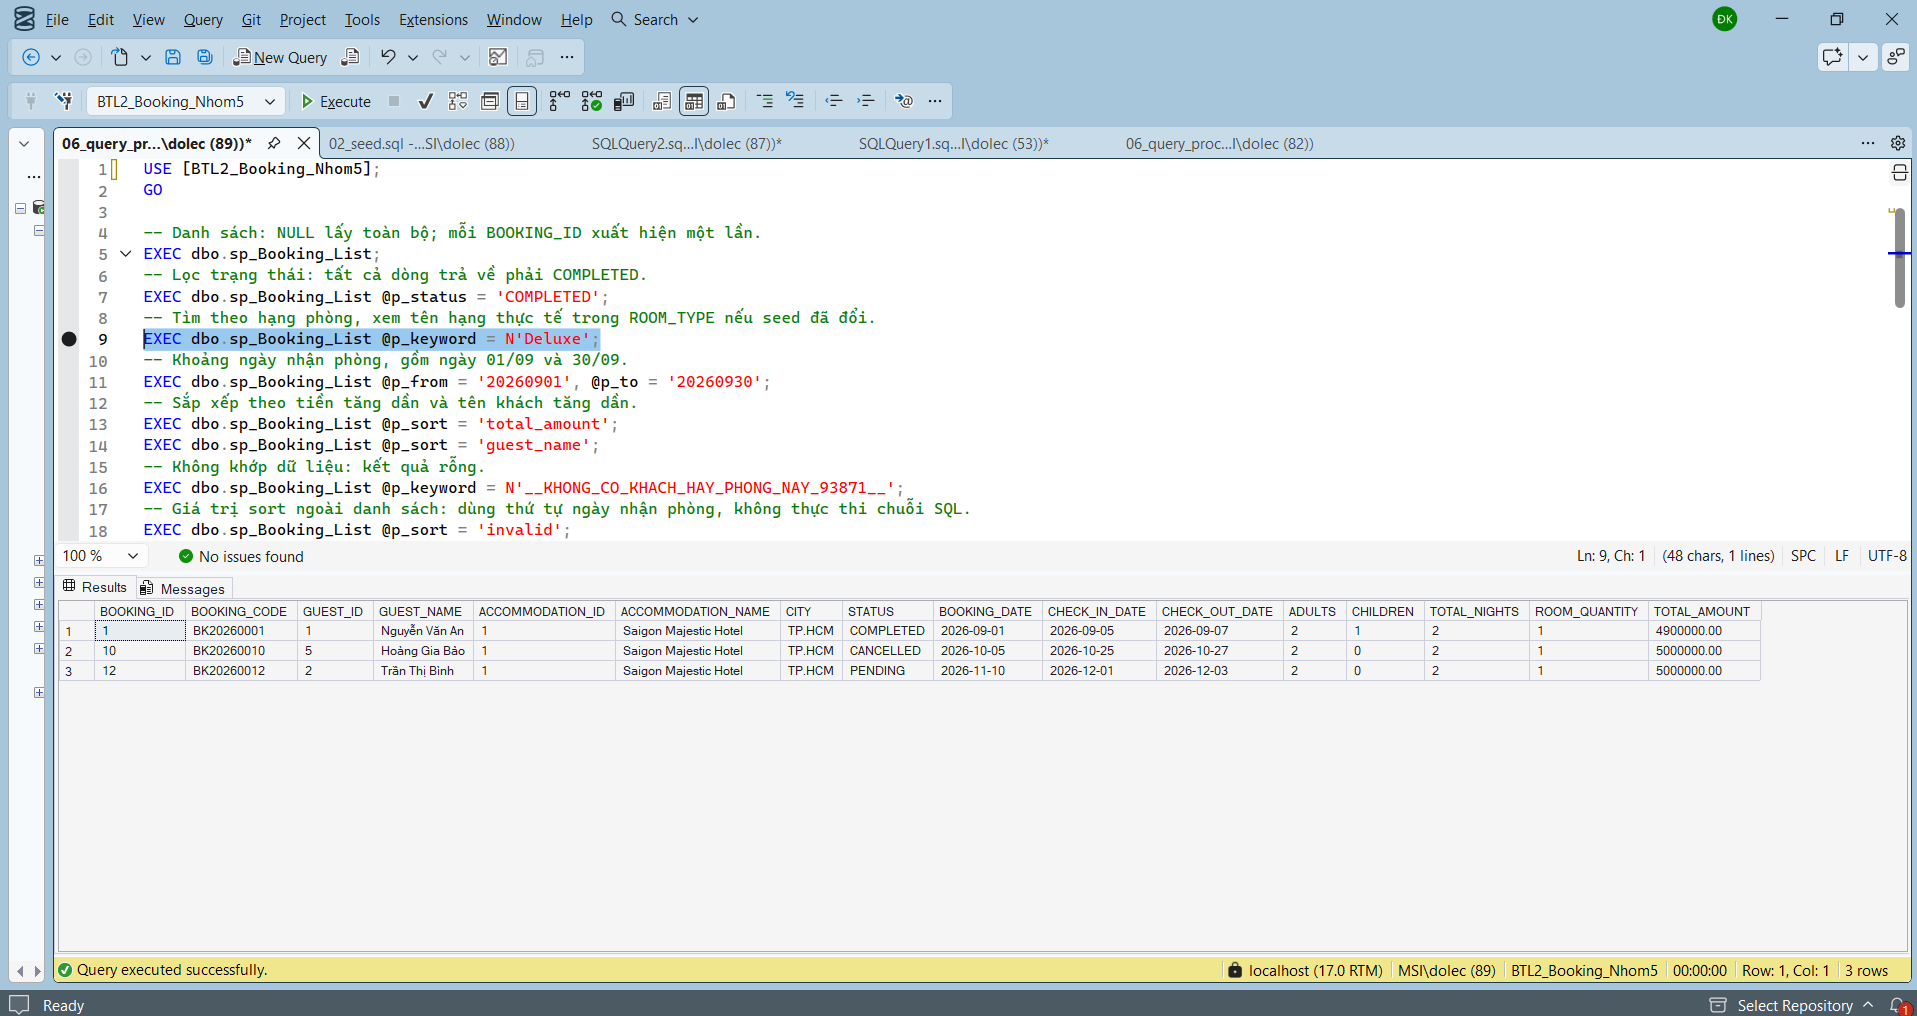 File Edit View Query Git Project Tools Extensions Window Help Search ĐK
New Query
BTL2_Booking_Nhom5 Execute
06_query_pr...\dolec (89))* 02_seed.sql -...SI\dolec (88)) SQLQuery2.sq...I\dolec (87))* SQLQuery1.sq...I\dolec (53))* 06_query_proc...I\dolec (82))
1 USE [BTL2_Booking_Nhom5];
2 GO
3
4 -- Danh sách: NULL lấy toàn bộ; mỗi BOOKING_ID xuất hiện một lần.
5 EXEC dbo.sp_Booking_List;
6 -- Lọc trạng thái: tất cả dòng trả về phải COMPLETED.
7 EXEC dbo.sp_Booking_List @p_status = 'COMPLETED';
8 -- Tìm theo hạng phòng, xem tên hạng thực tế trong ROOM_TYPE nếu seed đã đổi.
9 EXEC dbo.sp_Booking_List @p_keyword = N'Deluxe';
10 -- Khoảng ngày nhận phòng, gồm ngày 01/09 và 30/09.
11 EXEC dbo.sp_Booking_List @p_from = '20260901', @p_to = '20260930';
12 -- Sắp xếp theo tiền tăng dần và tên khách tăng dần.
13 EXEC dbo.sp_Booking_List @p_sort = 'total_amount';
14 EXEC dbo.sp_Booking_List @p_sort = 'guest_name';
15 -- Không khớp dữ liệu: kết quả rỗng.
16 EXEC dbo.sp_Booking_List @p_keyword = N'__KHONG_CO_KHACH_HAY_PHONG_NAY_93871__';
17 -- Giá trị sort ngoài danh sách: dùng thứ tự ngày nhận phòng, không thực thi chuỗi SQL.
18 EXEC dbo.sp_Booking_List @p_sort = 'invalid';
100 % No issues found Ln: 9, Ch: 1 (48 chars, 1 lines) SPC LF UTF-8
Results Messages
BOOKING_ID BOOKING_CODE GUEST_ID GUEST_NAME ACCOMMODATION_ID ACCOMMODATION_NAME CITY STATUS BOOKING_DATE CHECK_IN_DATE CHECK_OUT_DATE ADULTS CHILDREN TOTAL_NIGHTS ROOM_QUANTITY TOTAL_AMOUNT
1 1 BK20260001 1 Nguyễn Văn An 1 Saigon Majestic Hotel TP.HCM COMPLETED 2026-09-01 2026-09-05 2026-09-07 2 1 2 1 4900000.00
2 10 BK20260010 5 Hoàng Gia Bảo 1 Saigon Majestic Hotel TP.HCM CANCELLED 2026-10-05 2026-10-25 2026-10-27 2 0 2 1 5000000.00
3 12 BK20260012 2 Trần Thị Bình 1 Saigon Majestic Hotel TP.HCM PENDING 2026-11-10 2026-12-01 2026-12-03 2 0 2 1 5000000.00
Query executed successfully. localhost (17.0 RTM) MSI\dolec (89) BTL2_Booking_Nhom5 00:00:00 Row: 1, Col: 1 3 rows
Ready Select Repository 1